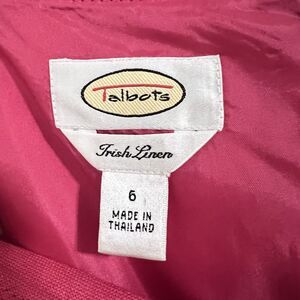 Talbots
Irish Linen
6
MADE IN
THAILAND